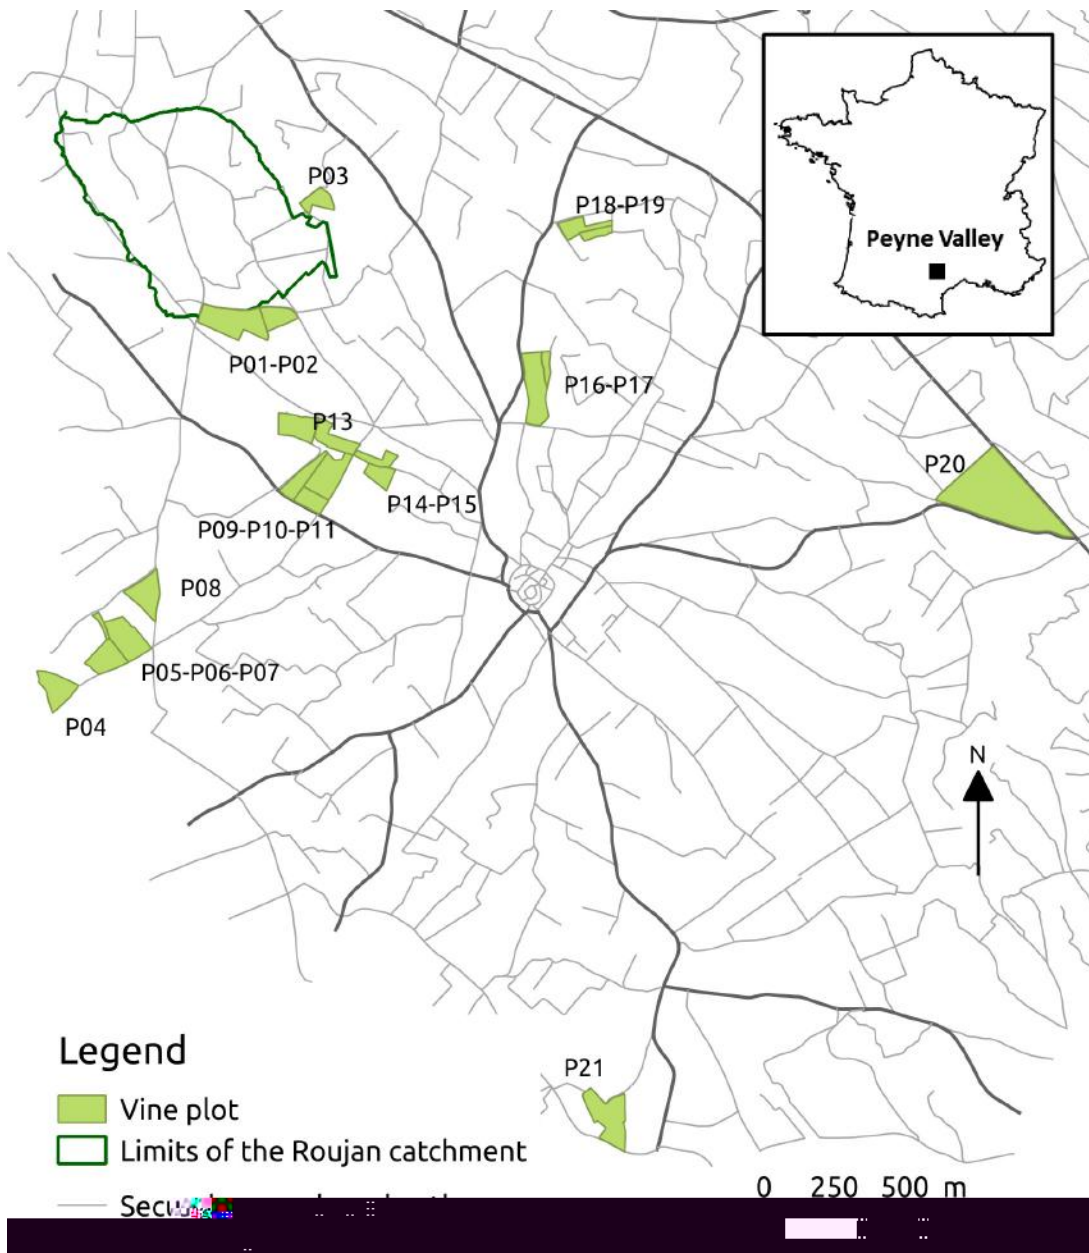 P03
P18-P19
Peyne Valley
P01-P02
P16-P17
P13
P20
P14-P15
P09-P10-P11
P08
P05-P06-P07
P04
N
Legend
P21
Vine plot
Limits of the Roujan catchment
0 250 500 m